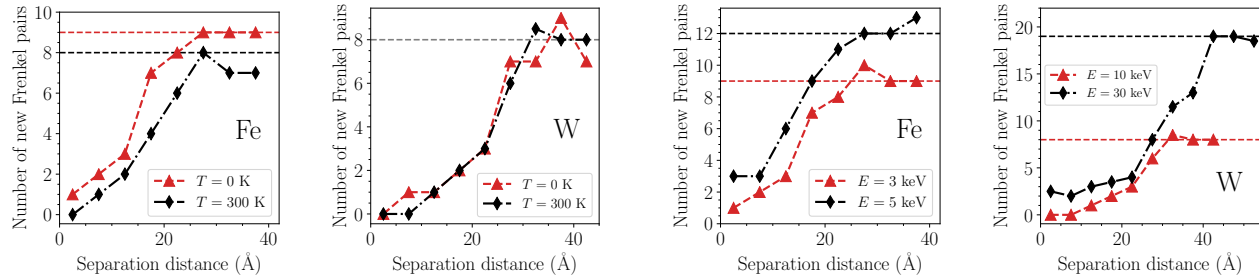 Number of new Frenkel pairs
10
8
6
4
2
0
Fe
T = 0 K
T = 300 K
0
20
40
Separation distance (Å)
Number of new Frenkel pairs
8
6
4
2
0
W
T = 0 K
T = 300 K
0
20
40
Separation distance (Å)
Number of new Frenkel pairs
12
10
8
6
4
2
0
Fe
E = 3 keV
E = 5 keV
0
20
40
Separation distance (Å)
Number of new Frenkel pairs
20
15
10
5
0
E = 10 keV
E = 30 keV
W
0
20
40
Separation distance (Å)